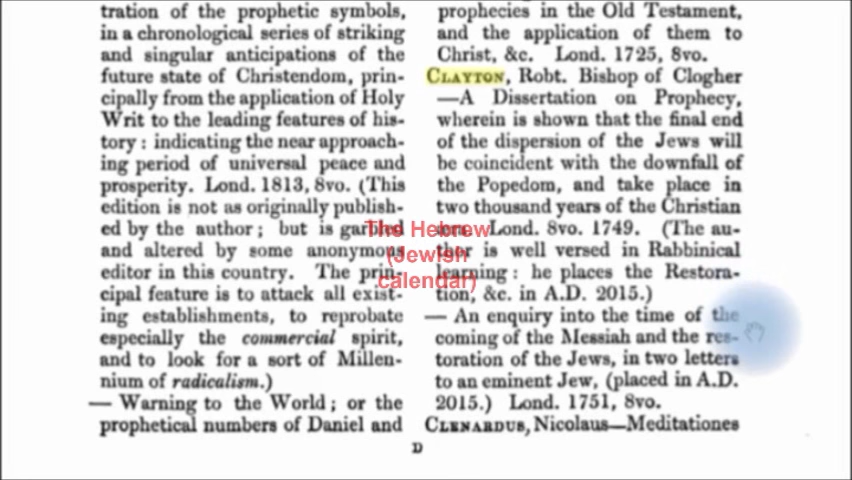 tration of the prophetic symbols,
in a chronological series of striking
and singular anticipations of the
future state of Christendom, prin-
cipally from the application of Holy
Writ to the leading features of his-
tory : indicating the near approach-
ing period of universal peace and
prosperity. Lond. 1813, 8vo. (This
edition is not as originally publish-
ed by the author ; but is garbled
and altered by some anonymous
editor in this country. The prin-
cipal feature is to attack all exist-
ing establishments, to reprobate
especially the commercial spirit,
and to look for a sort of Millen-
nium of radicalism.)
— Warning to the World ; or the
prophetical numbers of Daniel and
prophecies in the Old Testament,
and the application of them to
Christ, &c. Lond. 1725, 8vo.
CLAYTON, Robt. Bishop of Clogher
—A Dissertation on Prophecy,
wherein is shown that the final end
of the dispersion of the Jews will
be coincident with the downfall of
the Popedom, and take place in
two thousand years of the Christian
Lond. 8vo. 1749. (The au-
thor is well versed in Rabbinical
learning : he places the Restora-
tion, &c. in A.D. 2015.)
— An enquiry into the time of the
coming of the Messiah and the res-
toration of the Jews, in two letters
to an eminent Jew, (placed in A.D.
2015.) Lond. 1751, 8vo.
CLENARDUS, Nicolaus—Meditationes
D
The Hebrew
(Jewish
calendar)